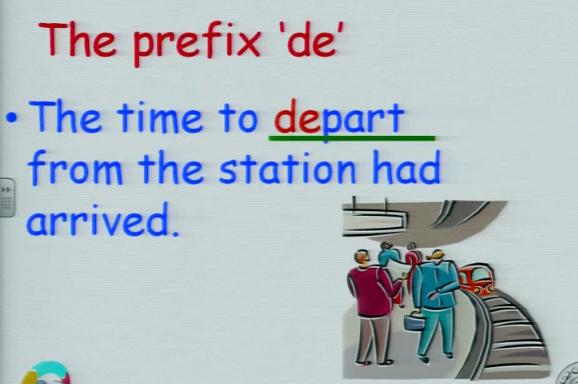 The prefix ‘de’
• The time to depart
from the station had
arrived.